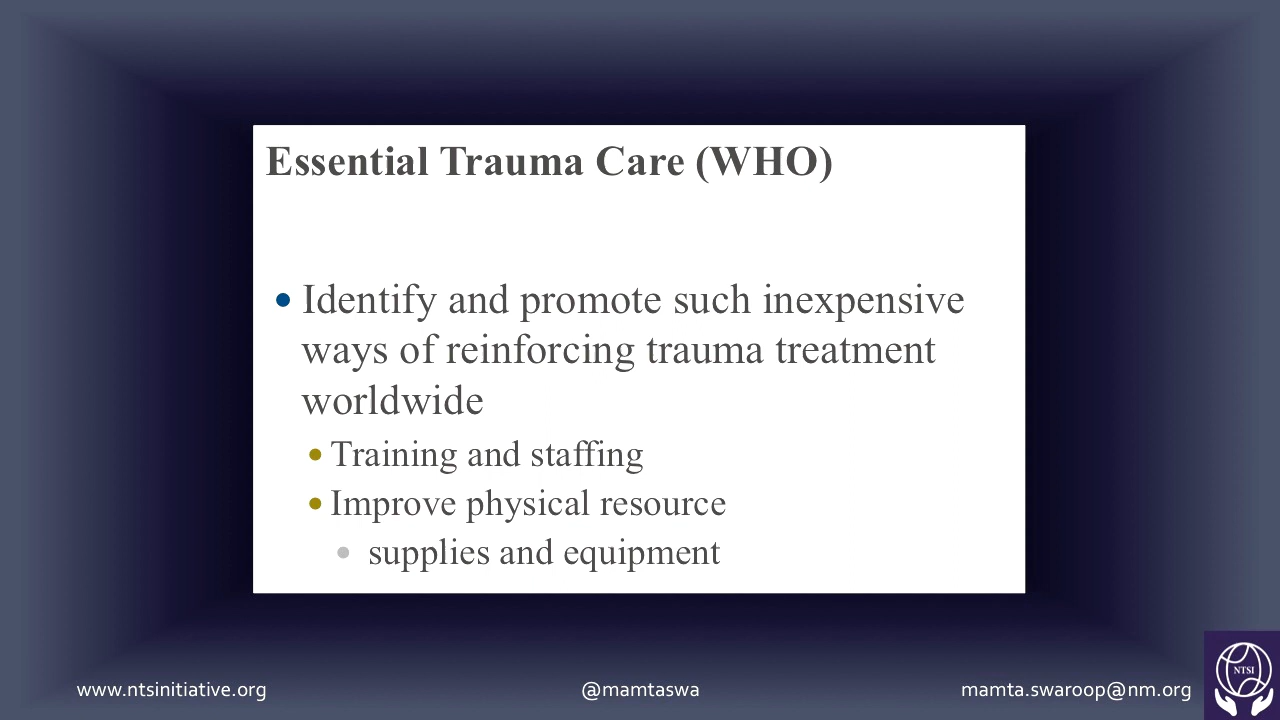 Essential Trauma Care (WHO)
• Identify and promote such inexpensive
ways of reinforcing trauma treatment
worldwide
• Training and staffing
• Improve physical resource
• supplies and equipment
www.ntsinitiative.org
@mamtaswa
mamta.swaroop@nm.org
NTSI